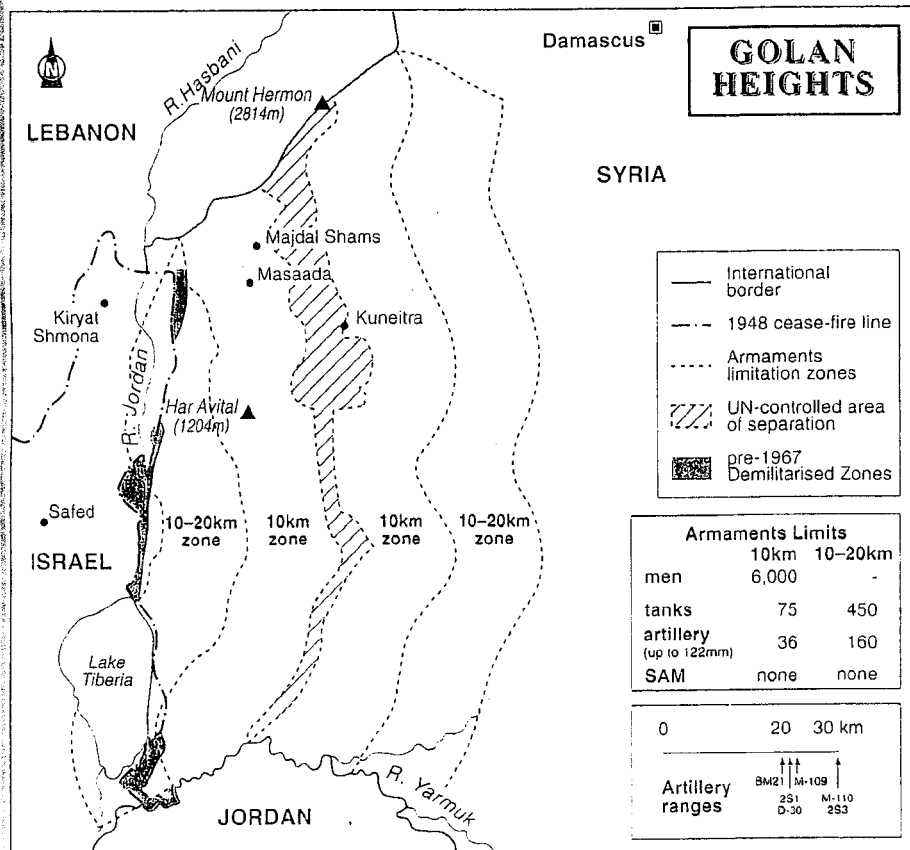 N
GOLAN
HEIGHTS
Damascus
R. Hasbani
Mount Hermon
(2814m)
LEBANON
SYRIA
Majdal Shams
Masaada
Kiryat
Shmona
Kuneitra
R. Jordan
Har Avital
(1204m)
Safed
ISRAEL
10–20km
zone
10km
zone
10km
zone
10–20km
zone
Lake
Tiberia
JORDAN
R. Yarmuk
International
border
1948 cease-fire line
Armaments
limitation zones
UN-controlled area
of separation
pre-1967
Demilitarised Zones
Armaments Limits
10km 10–20km
men 6,000 -
tanks 75 450
artillery 36 160
(up to 122mm)
SAM none none
0 20 30 km
Artillery
ranges
BM21 M-109
2S1 M-110
D-30 2S3